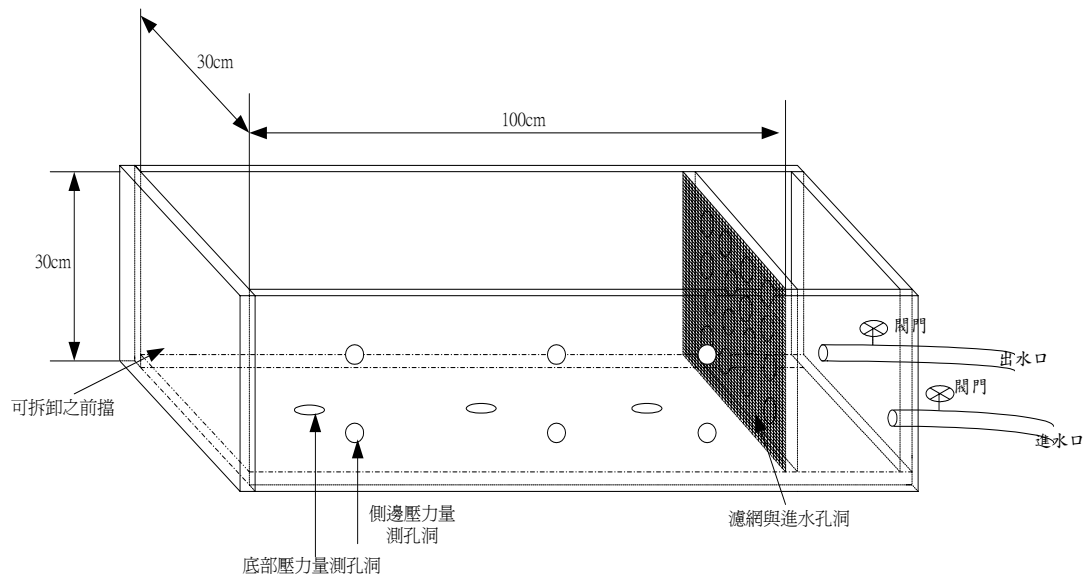 30cm
100cm
30cm
閥門
出水口
閥門
進水口
可拆卸之前擋
側邊壓力量
測孔洞
底部壓力量測孔洞
濾網與進水孔洞